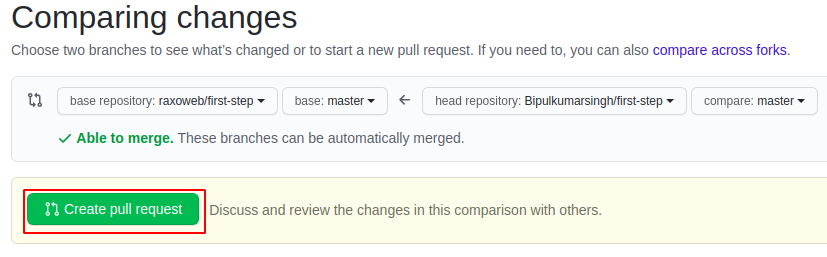 Comparing changes
Choose two branches to see what's changed or to start a new pull request. If you need to, you can also compare across forks.
base repository: raxoweb/first-step base: master head repository: Bipulkumarsingh/first-step compare: master
Able to merge. These branches can be automatically merged.
Create pull request Discuss and review the changes in this comparison with others.